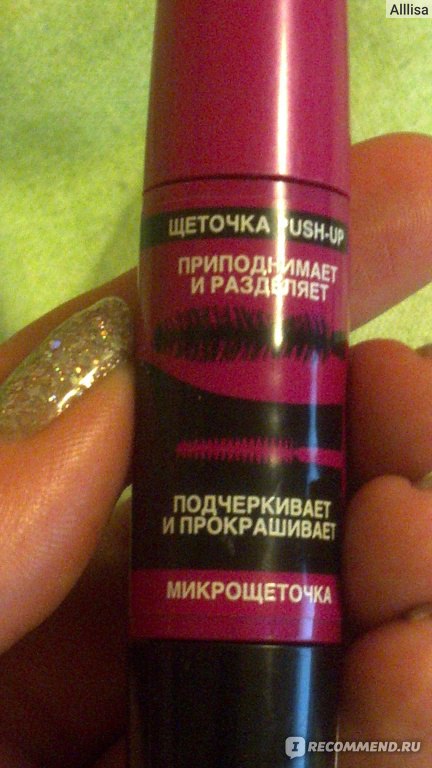 Alllisa
ЩЕТОЧКА PUSH-UP
ПРИПОДНИМАЕТ
И РАЗДЕЛЯЕТ
ПОДЧЕРКИВАЕТ
И ПРОКРАШИВАЕТ
МИКРОЩЕТОЧКА
I RECOMMEND.RU